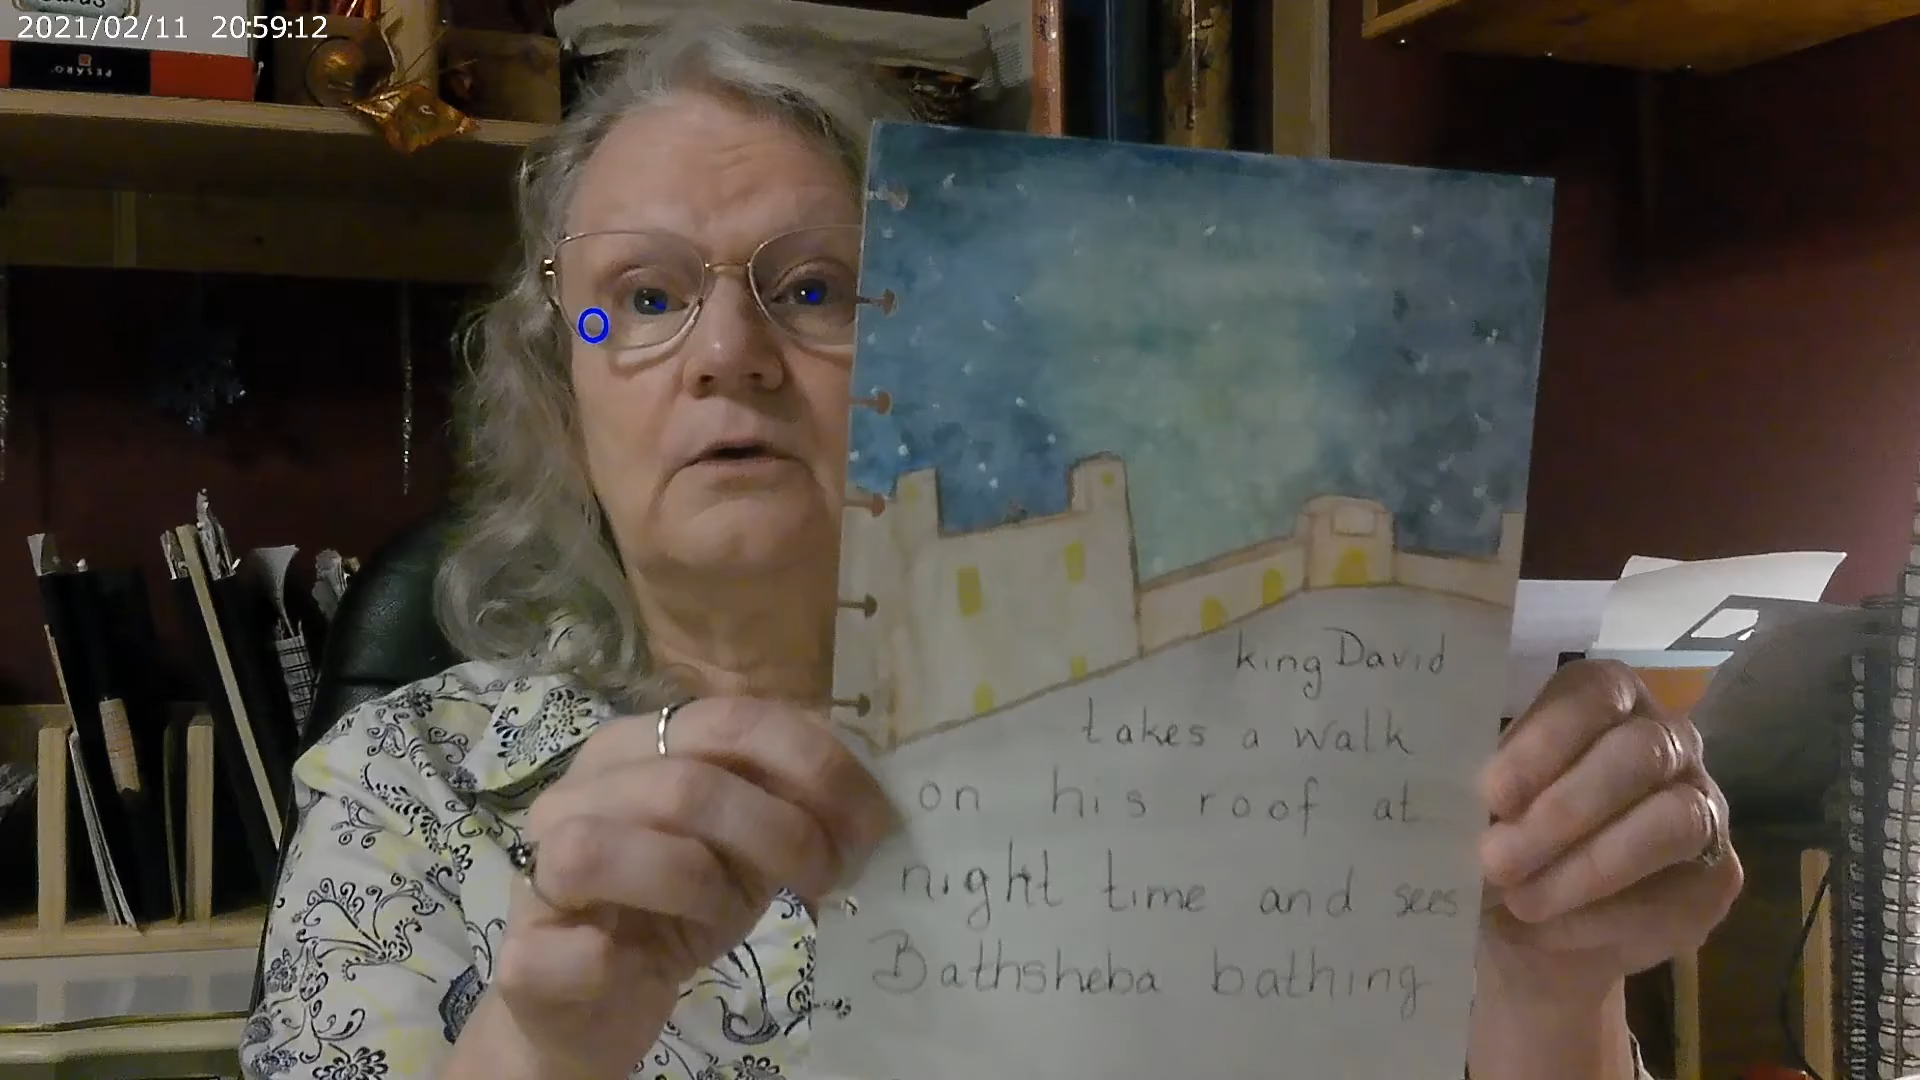 2021/02/11 20:59:12
PESARO
king David
takes a walk
on his roof at
night time and sees
Bathsheba bathing